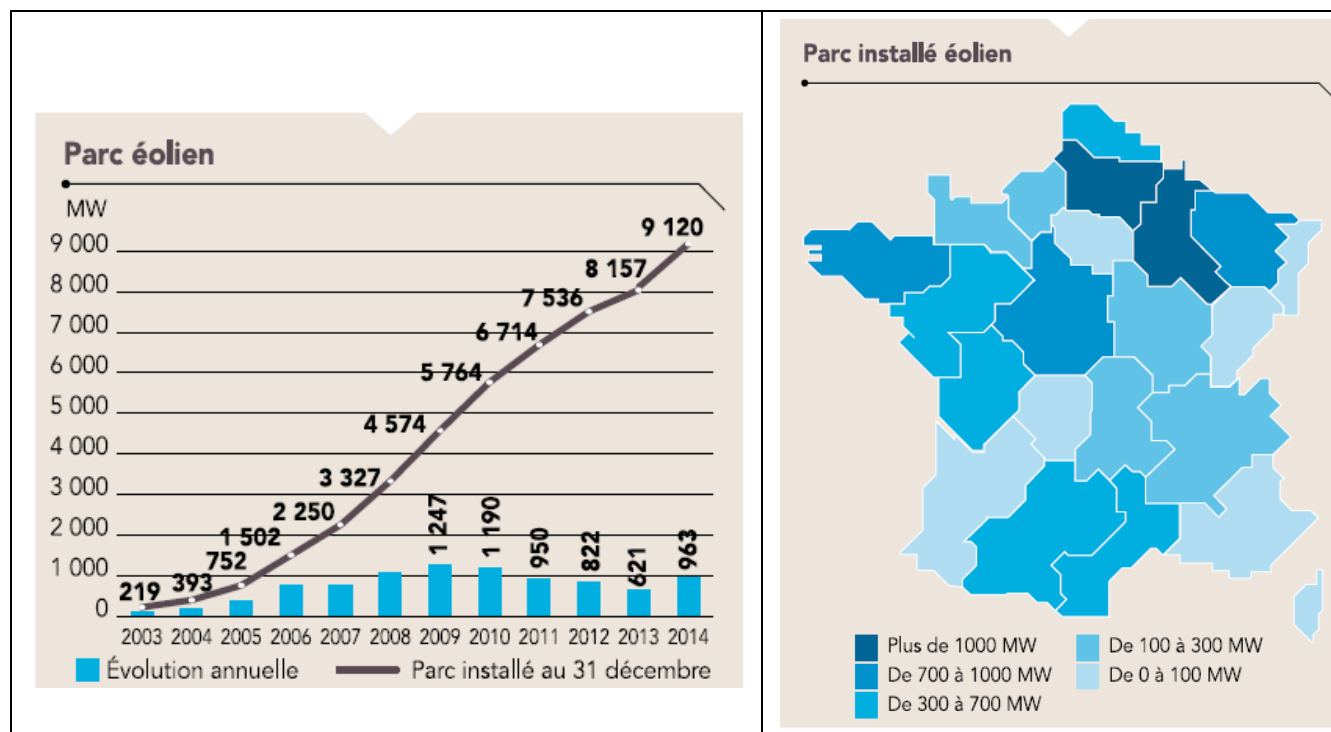 Parc éolien
MW
9 000
8 000
7 000
6 000
5 000
4 000
3 000
2 000
1 000
0
219
393
752
1 502
2 250
3 327
4 574
5 764
6 714
7 536
8 157
9 120
1 247
1 190
950
822
621
963
2003 2004 2005 2006 2007 2008 2009 2010 2011 2012 2013 2014
Évolution annuelle
Parc installé au 31 décembre
Parc installé éolien
Plus de 1000 MW
De 700 à 1000 MW
De 300 à 700 MW
De 100 à 300 MW
De 0 à 100 MW